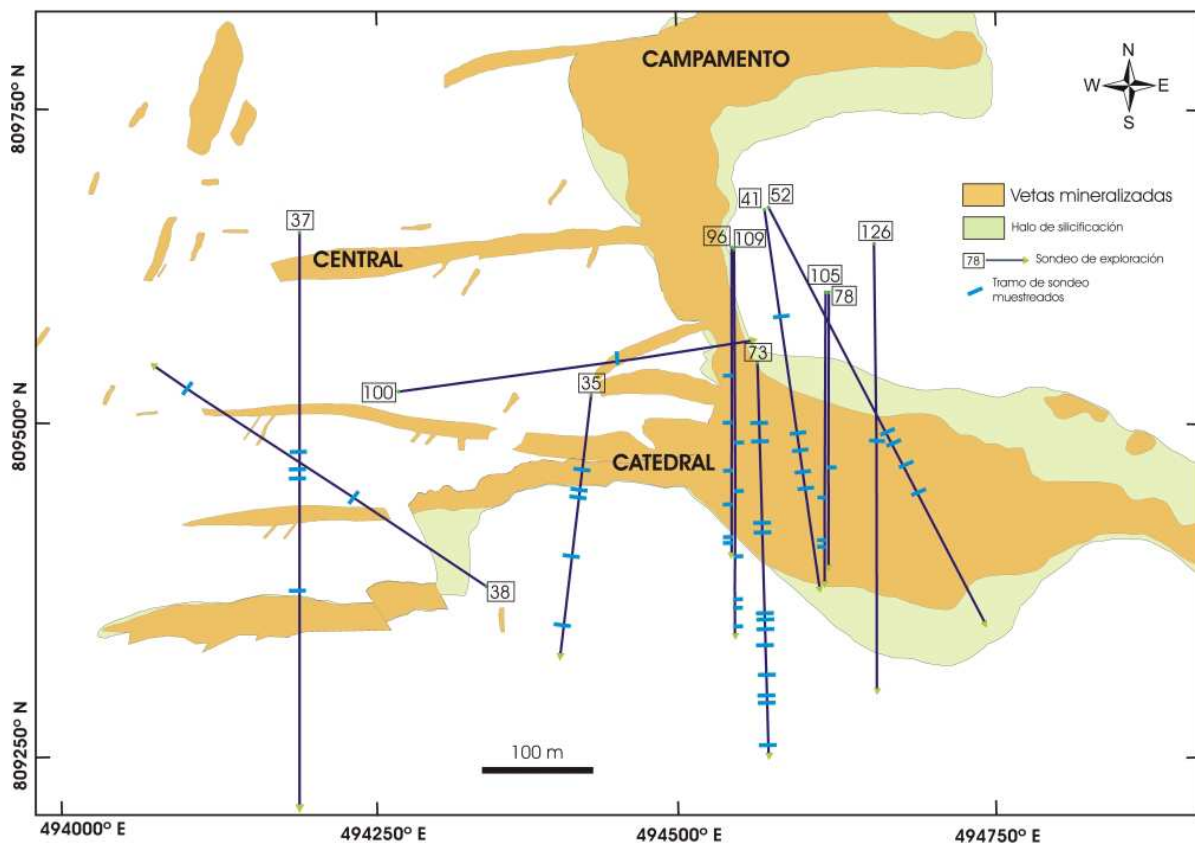 CAMPAMENTO
N
W E
S
809750° N
Vetas mineralizadas
Halo de silicificación
78 Sondeo de exploración
Tramo de sondeo
muestreados
37
41 52
96 109
126
CENTRAL
105
78
73
100
35
809500° N
CATEDRAL
38
809250° N
100 m
494000° E 494250° E 494500° E 494750° E